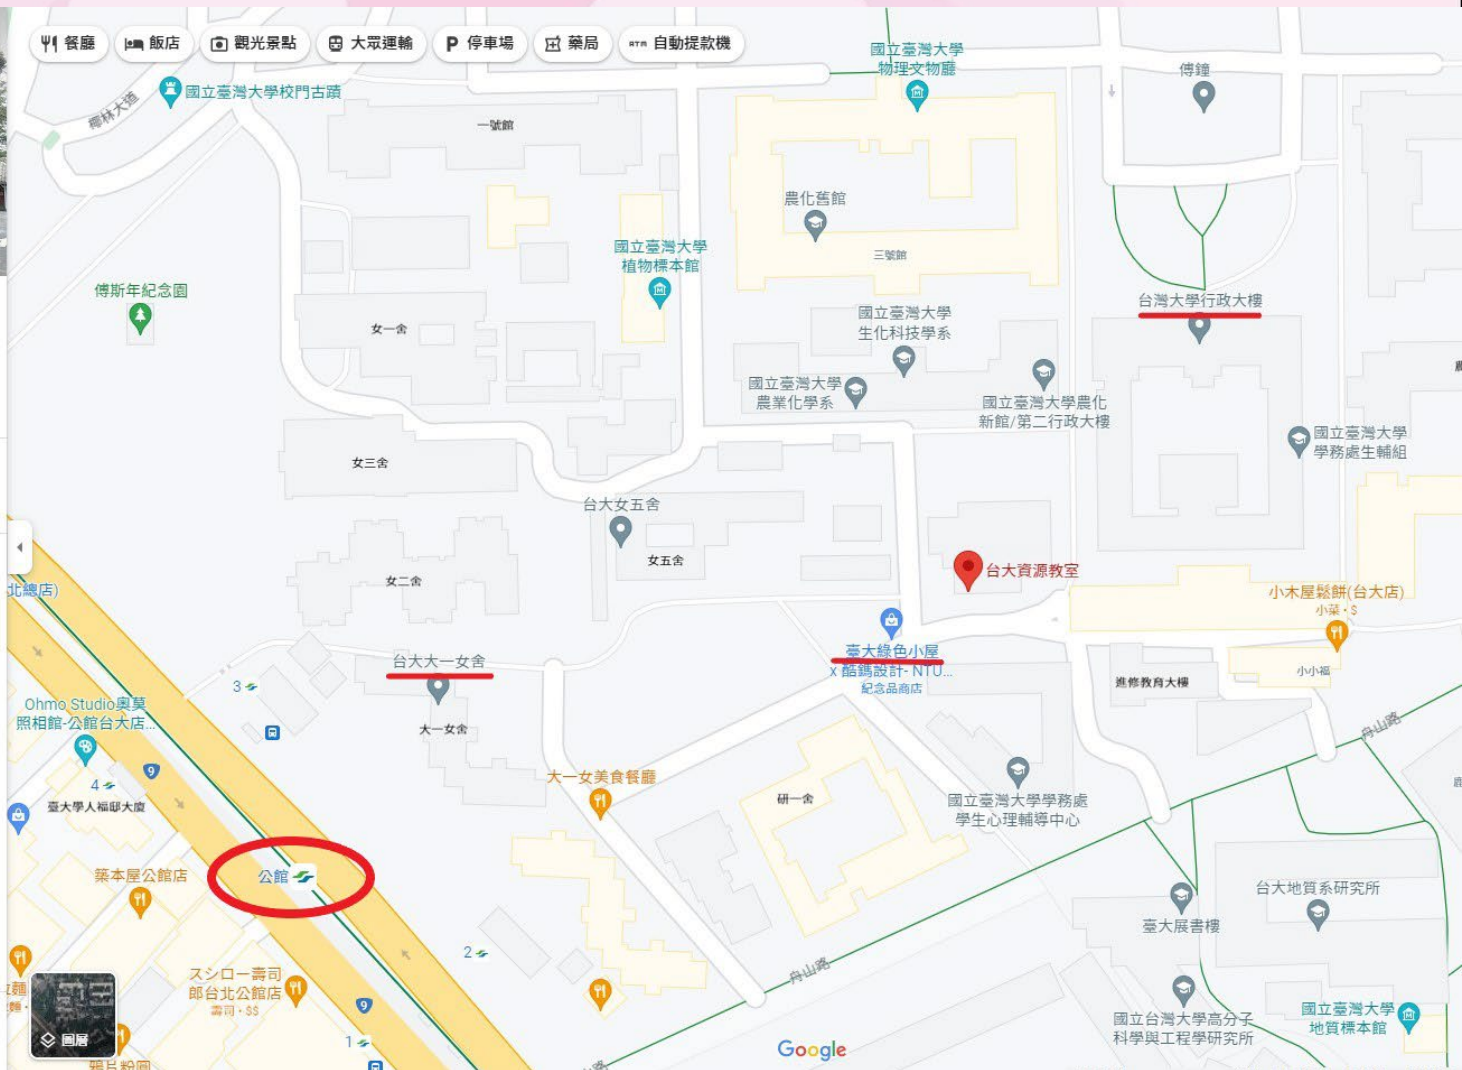 餐廳
飯店
觀光景點
大眾運輸
P 停車場
藥局
ATM 自動提款機
國立臺灣大學
物理文物廳
傅鐘
國立臺灣大學校門古蹟
椰林大道
一號館
農化舊館
三號館
國立臺灣大學
植物標本館
傅斯年紀念園
女一舍
國立臺灣大學
生化科技學系
台灣大學行政大樓
國立臺灣大學
農業化學系
國立臺灣大學農化
新館/第二行政大樓
國立臺灣大學
學務處生輔組
女三舍
台大女五舍
女五舍
女二舍
台大資源教室
北總店)
小木屋鬆餅(台大店)
小菜·$
臺大綠色小屋
x 酷鎷設計- NTU...
紀念品商店
台大大一女舍
小小福
進修教育大樓
3
Ohmo Studio奧莫
照相館-公館台大店...
大一女舍
舟山路
9
4
臺大學人福邸大廈
大一女美食餐廳
研一舍
國立臺灣大學學務處
學生心理輔導中心
築本屋公館店
公館
台大地質系研究所
臺大展書樓
2
舟山路
スシロー壽司
郎台北公館店
壽司·$$
9
圖層
1
國立台灣大學高分子
科學與工程學研究所
國立臺灣大學
地質標本館
Google
鴉片粉圓